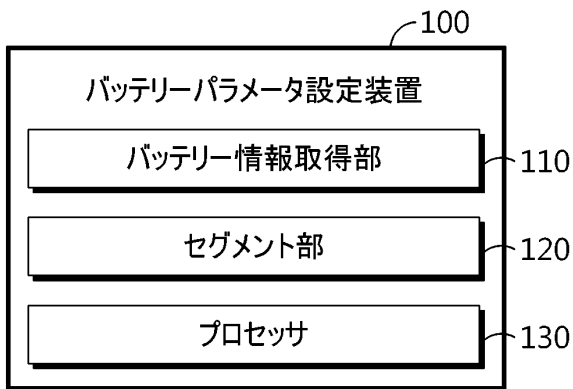 100
バッテリーパラメータ設定装置
バッテリー情報取得部
110
セグメント部
120
プロセッサ
130